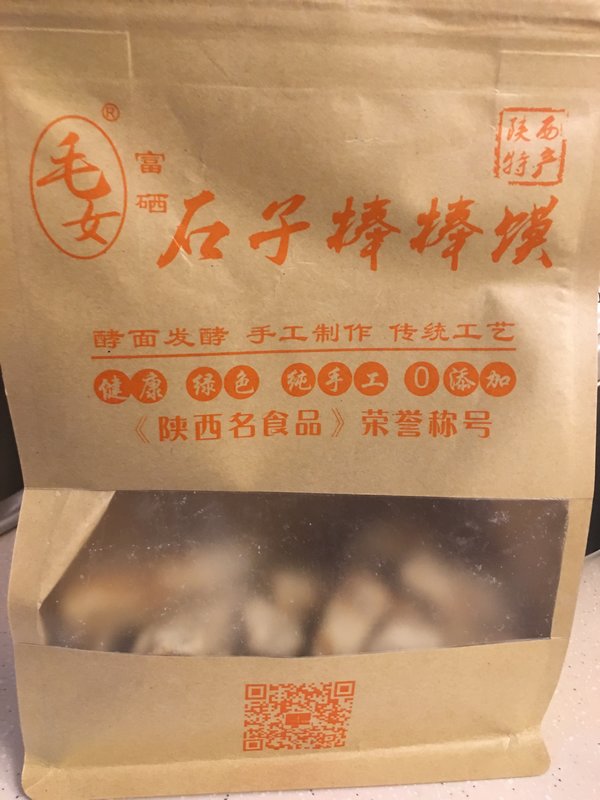 毛女®
富硒
陕西特产
石子棒棒馍
酵面发酵 手工制作 传统工艺
健康 绿色 纯手工 0添加
《陕西名食品》荣誉称号